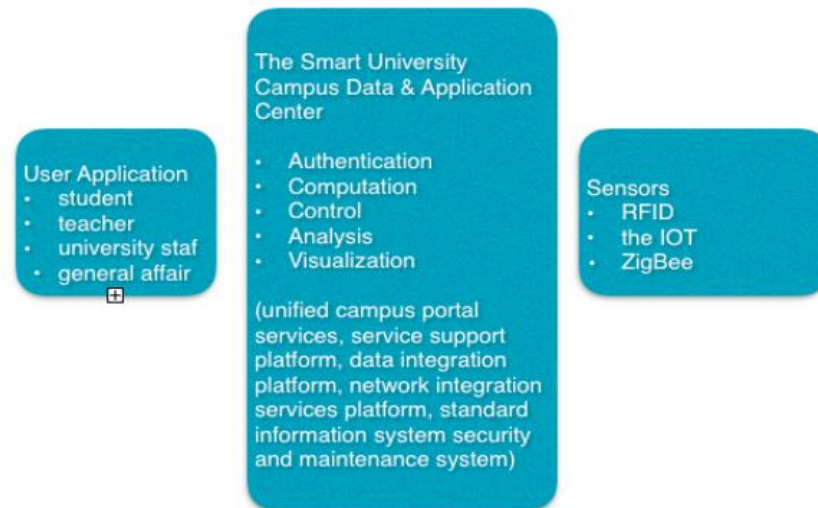 User Application
• student
• teacher
• university staf
• general affair
The Smart University
Campus Data & Application
Center
• Authentication
• Computation
• Control
• Analysis
• Visualization
(unified campus portal
services, service support
platform, data integration
platform, network integration
services platform, standard
information system security
and maintenance system)
Sensors
• RFID
• the IOT
• ZigBee